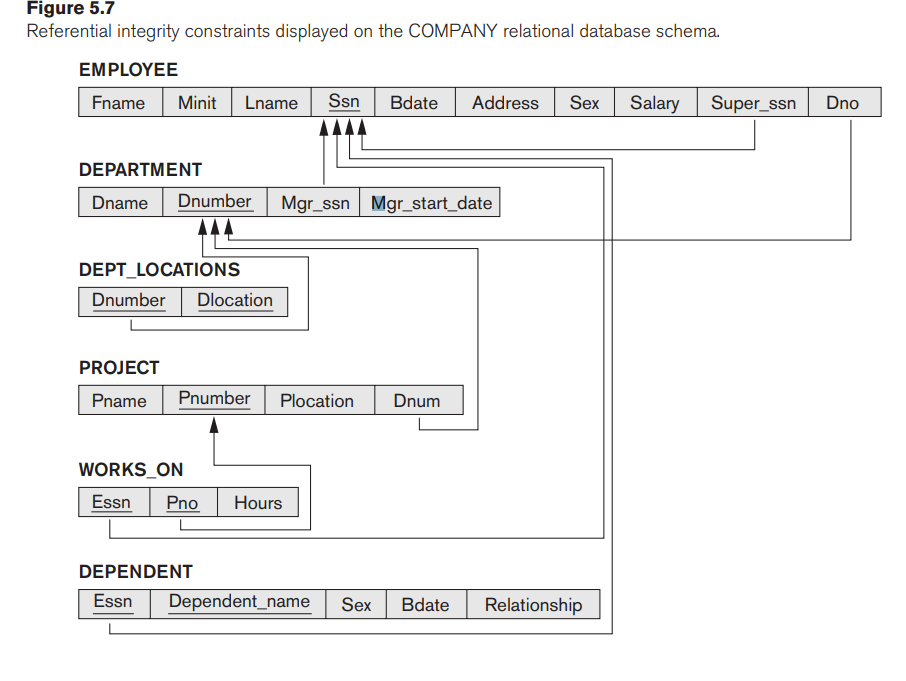 Figure 5.7
Referential integrity constraints displayed on the COMPANY relational database schema.
EMPLOYEE
Fname Minit Lname Ssn Bdate Address Sex Salary Super_ssn Dno
DEPARTMENT
Dname Dnumber Mgr_ssn Mgr_start_date
DEPT_LOCATIONS
Dnumber Dlocation
PROJECT
Pname Pnumber Plocation Dnum
WORKS_ON
Essn Pno Hours
DEPENDENT
Essn Dependent_name Sex Bdate Relationship